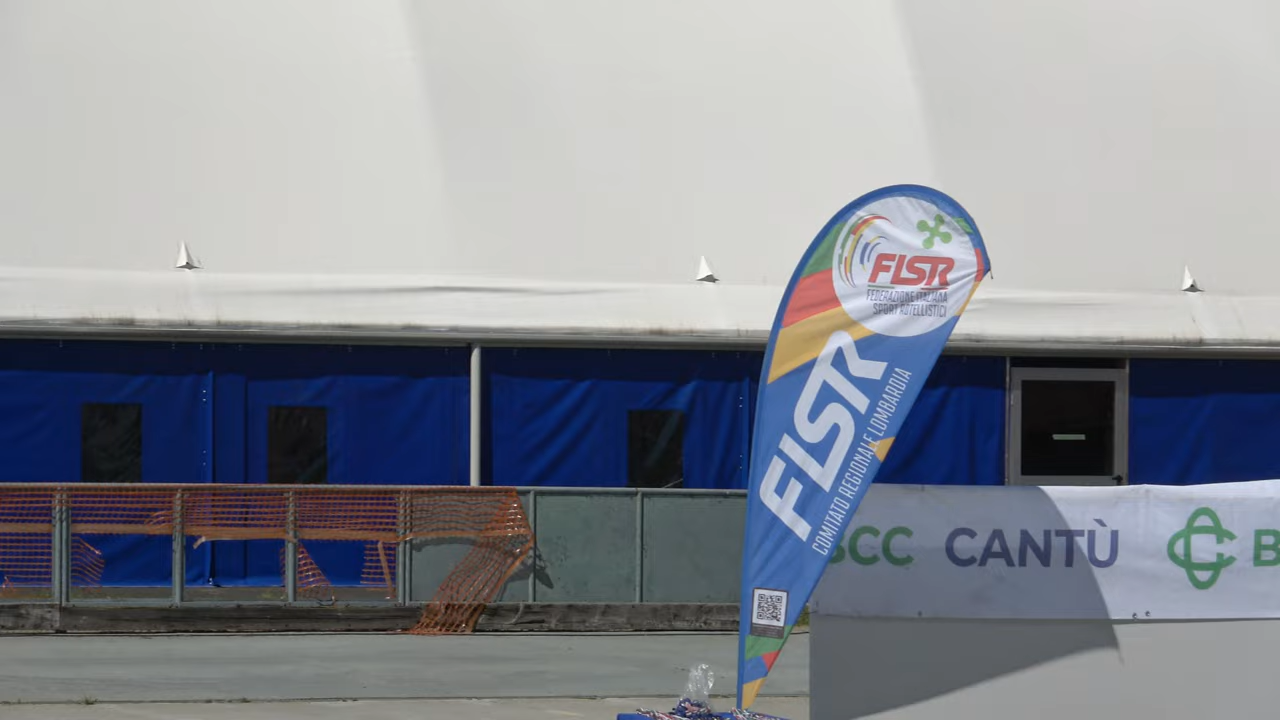 FISR
FEDERAZIONE ITALIANA
SPORT ROTELLISTICI
FISR
COMITATO REGIONALE LOMBARDIA
BCC CANTÙ
B